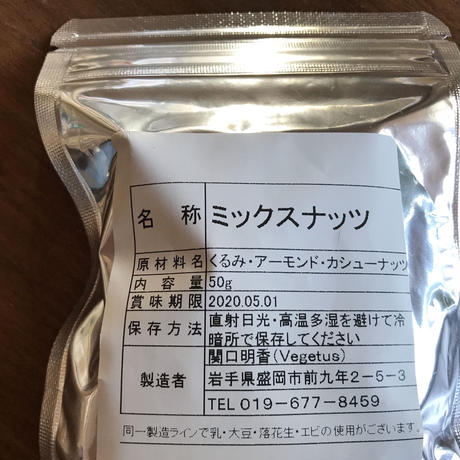 名 称 ミックスナッツ
原材料名 くるみ・アーモンド・カシューナッツ
内 容 量 50g
賞味期限 2020.05.01
保存方法 直射日光・高温多湿を避けて冷
暗所で保存してください
関口明香(Vegetus)
製造者 岩手県盛岡市前九年2-5-3
TEL 019-677-8459
同一製造ラインで乳・大豆・落花生・エビの使用がございます。